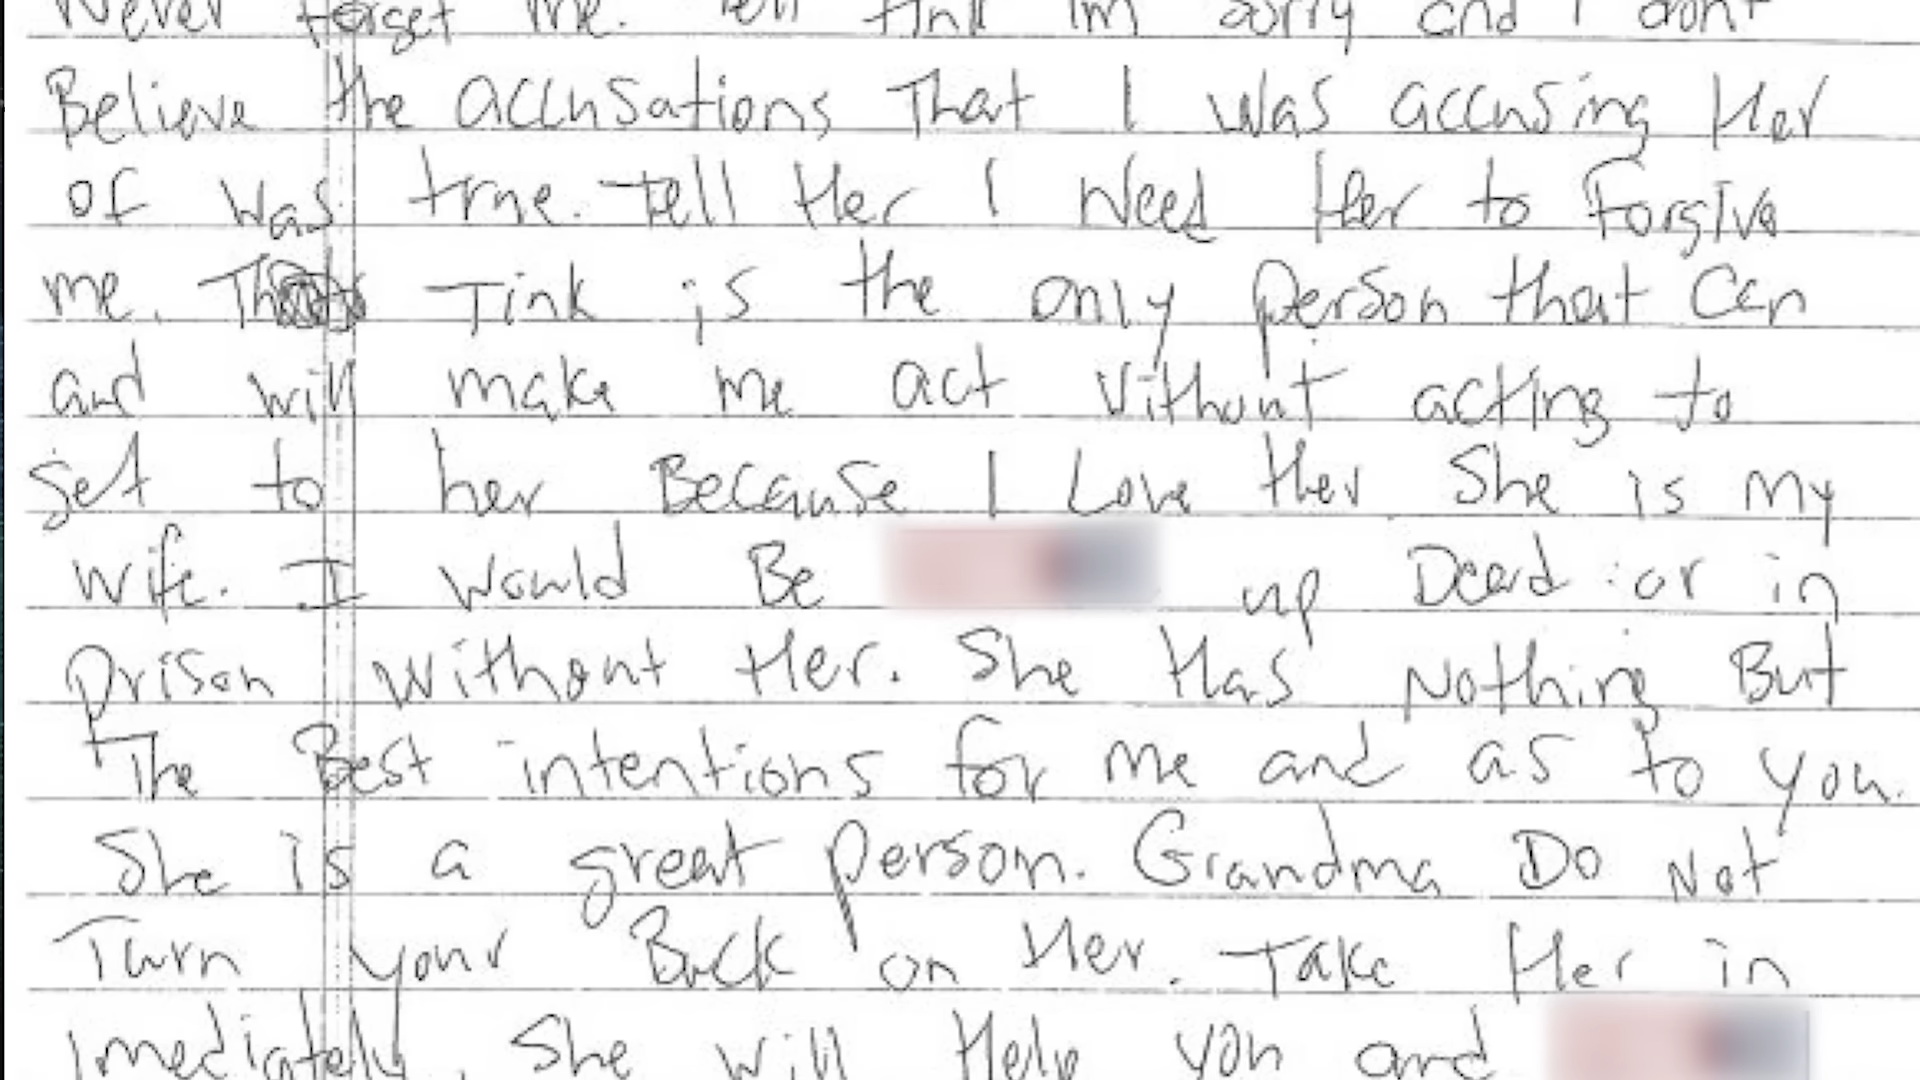 Never forget me. Tell tink im sorry and I dont
Believe the accusations That I was accusing Her
of was true. Tell Her I Need Her to Forgive
me. Tink is the only person that Can
and will make me act without acting to
get to her Because I Love Her She is My
wife. I would Be up Dead or in
prison without Her. She Has Nothing But
The Best intentions for me and as to you.
She is a great person. Grandma Do Not
Turn your Back on Her. Take Her in
Imediately. She will Help you and